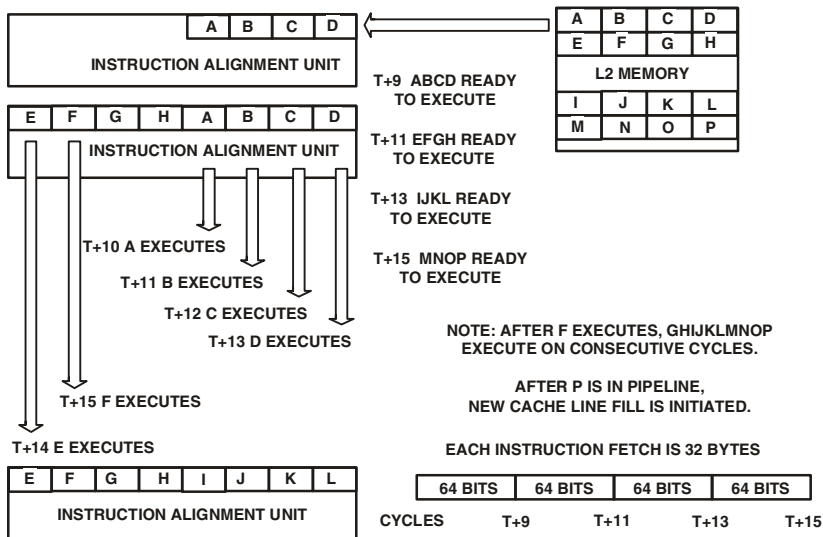 A B C D
INSTRUCTION ALIGNMENT UNIT
A B C D
E F G H
L2 MEMORY
I J K L
M N O P
T+9 ABCD READY
TO EXECUTE
T+11 EFGH READY
TO EXECUTE
T+13 IJKL READY
TO EXECUTE
T+15 MNOP READY
TO EXECUTE
E F G H A B C D
INSTRUCTION ALIGNMENT UNIT
T+10 A EXECUTES
T+11 B EXECUTES
T+12 C EXECUTES
T+13 D EXECUTES
T+15 F EXECUTES
T+14 E EXECUTES
NOTE: AFTER F EXECUTES, GHIJKLMNOP
EXECUTE ON CONSECUTIVE CYCLES.
AFTER P IS IN PIPELINE,
NEW CACHE LINE FILL IS INITIATED.
EACH INSTRUCTION FETCH IS 32 BYTES
E F G H I J K L
INSTRUCTION ALIGNMENT UNIT
64 BITS 64 BITS 64 BITS 64 BITS
CYCLES T+9 T+11 T+13 T+15